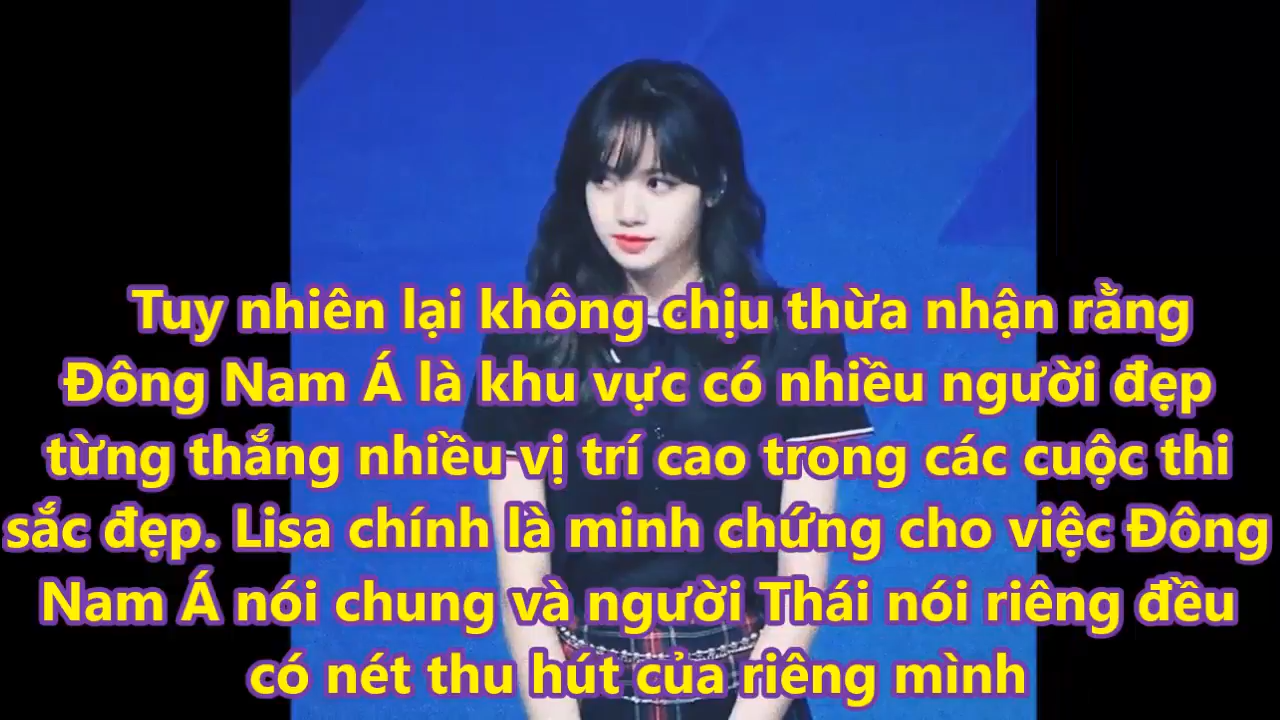 Tuy nhiên lại không chịu thừa nhận rằng
Đông Nam Á là khu vực có nhiều người đẹp
từng thắng nhiều vị trí cao trong các cuộc thi
sắc đẹp. Lisa chính là minh chứng cho việc Đông
Nam Á nói chung và người Thái nói riêng đều
có nét thu hút của riêng mình